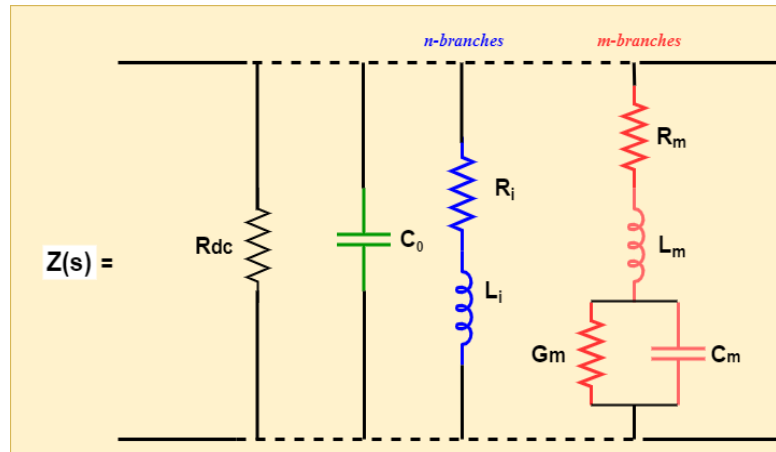 n-branches
m-branches
Rm
Ri
Rdc
C0
Z(s) =
Lm
Li
Gm
Cm